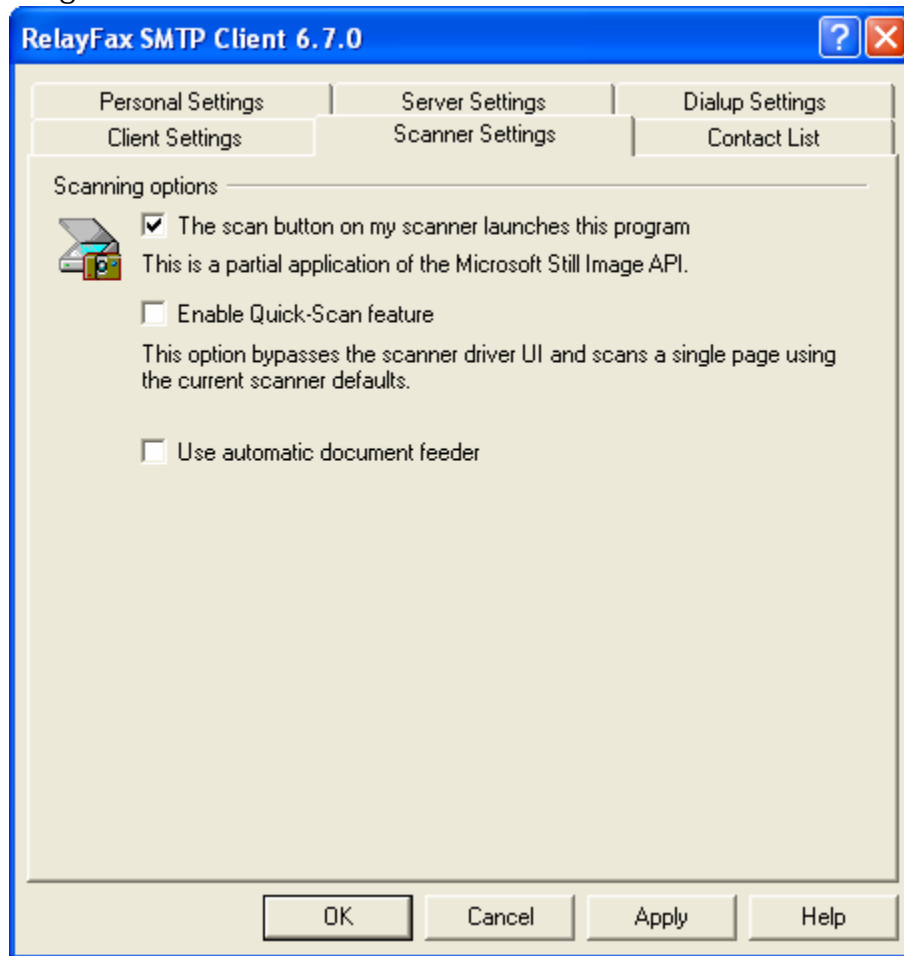 RelayFax SMTP Client 6.7.0
Personal Settings
Server Settings
Dialup Settings
Client Settings
Scanner Settings
Contact List
Scanning options
The scan button on my scanner launches this program
This is a partial application of the Microsoft Still Image API.
Enable Quick-Scan feature
This option bypasses the scanner driver UI and scans a single page using
the current scanner defaults.
Use automatic document feeder
OK
Cancel
Apply
Help